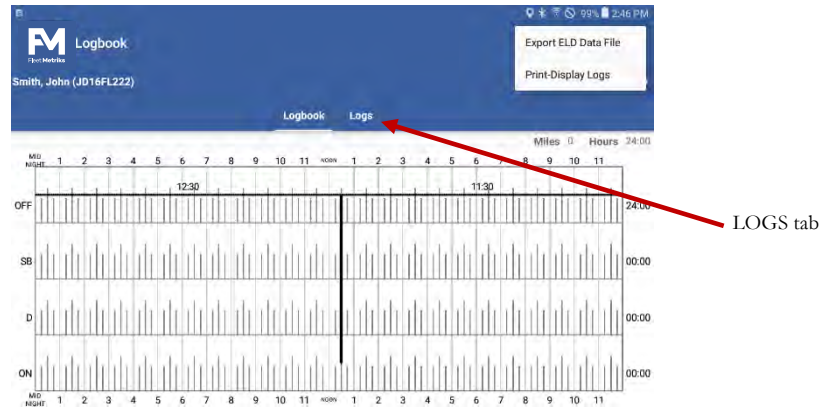 99% 2:46 PM
FM Logbook
FleetMetriks
Export ELD Data File
Smith, John (JD16FL222)
Print-Display Logs
Logbook Logs
Miles 0 Hours 24:00
MID NIGHT 1 2 3 4 5 6 7 8 9 10 11 NOON 1 2 3 4 5 6 7 8 9 10 11
12:30 11:30
OFF 24:00
LOGS tab
SB 00:00
D 00:00
ON 00:00
MID NIGHT 1 2 3 4 5 6 7 8 9 10 11 NOON 1 2 3 4 5 6 7 8 9 10 11